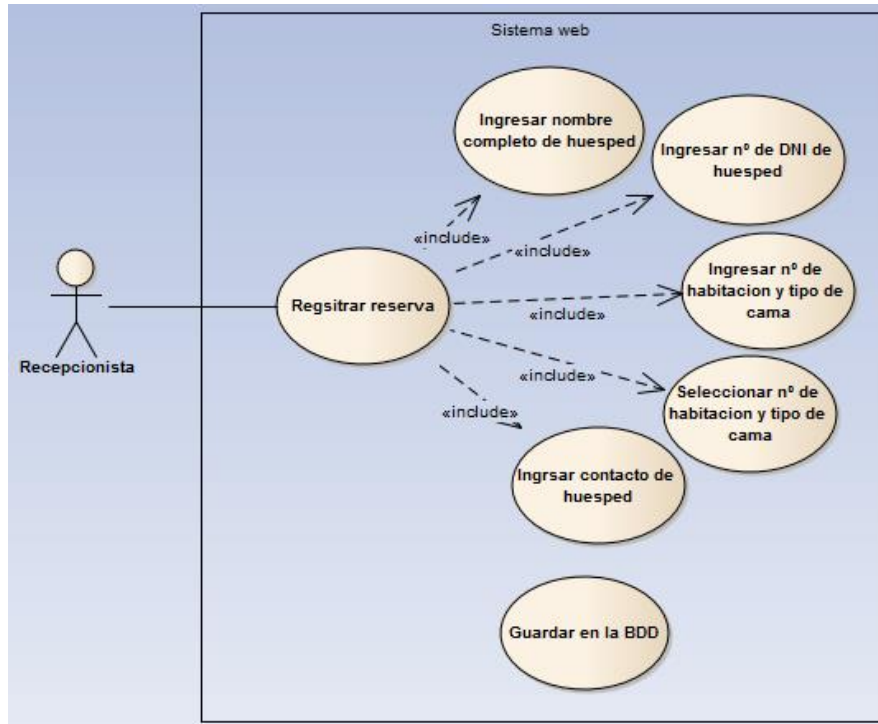 Sistema web
Ingresar nombre
completo de huesped
Ingresar nº de DNI de
huesped
«include»
«include»
Ingresar nº de
habitacion y tipo de
cama
Regsitrar reserva
«include»
Recepcionista
Seleccionar nº de
habitacion y tipo de
cama
«include»
«include»
Ingrsar contacto de
huesped
Guardar en la BDD